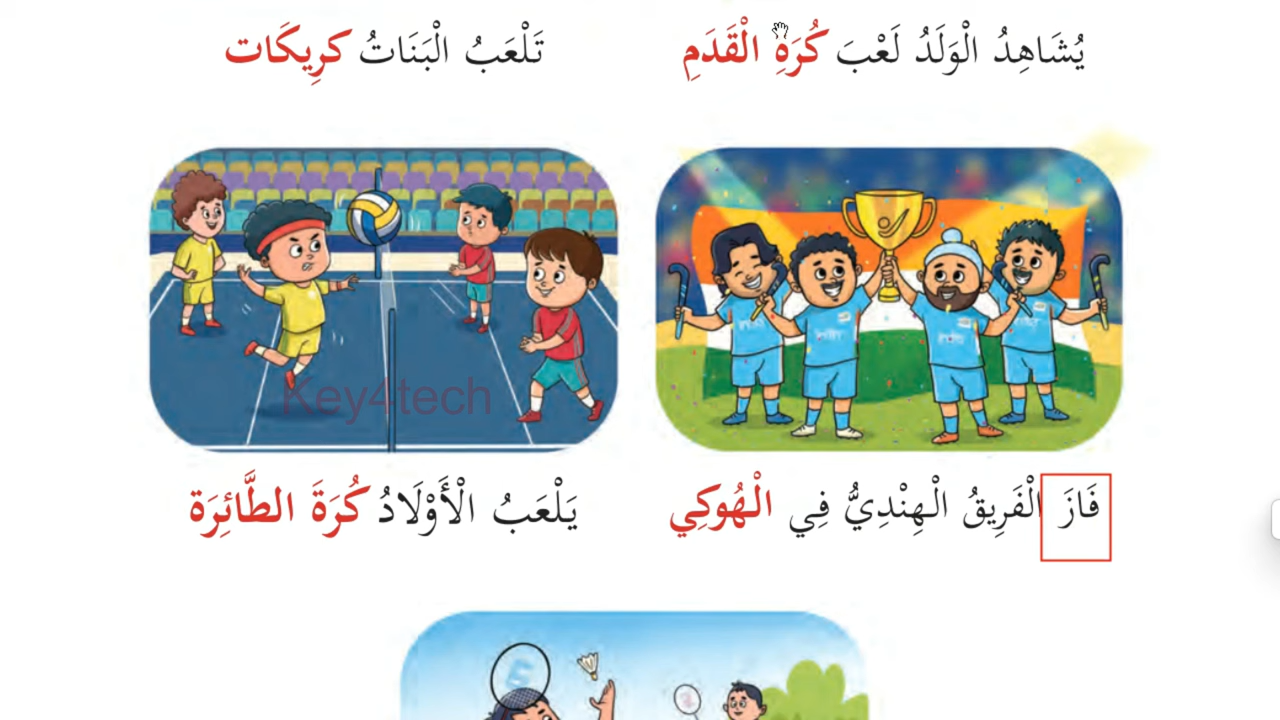 يُشَاهِدُ الْوَلَدُ لَعْبَ كُرَةِ الْقَدَمِ
تَلْعَبُ الْبَنَاتُ كرِيكَات
Key4tech
فَازَ الْفَرِيقُ الْهِنْدِيُّ فِي الْهُوكِي
يَلْعَبُ الْأَوْلَادُ كُرَةَ الطَّائِرَة